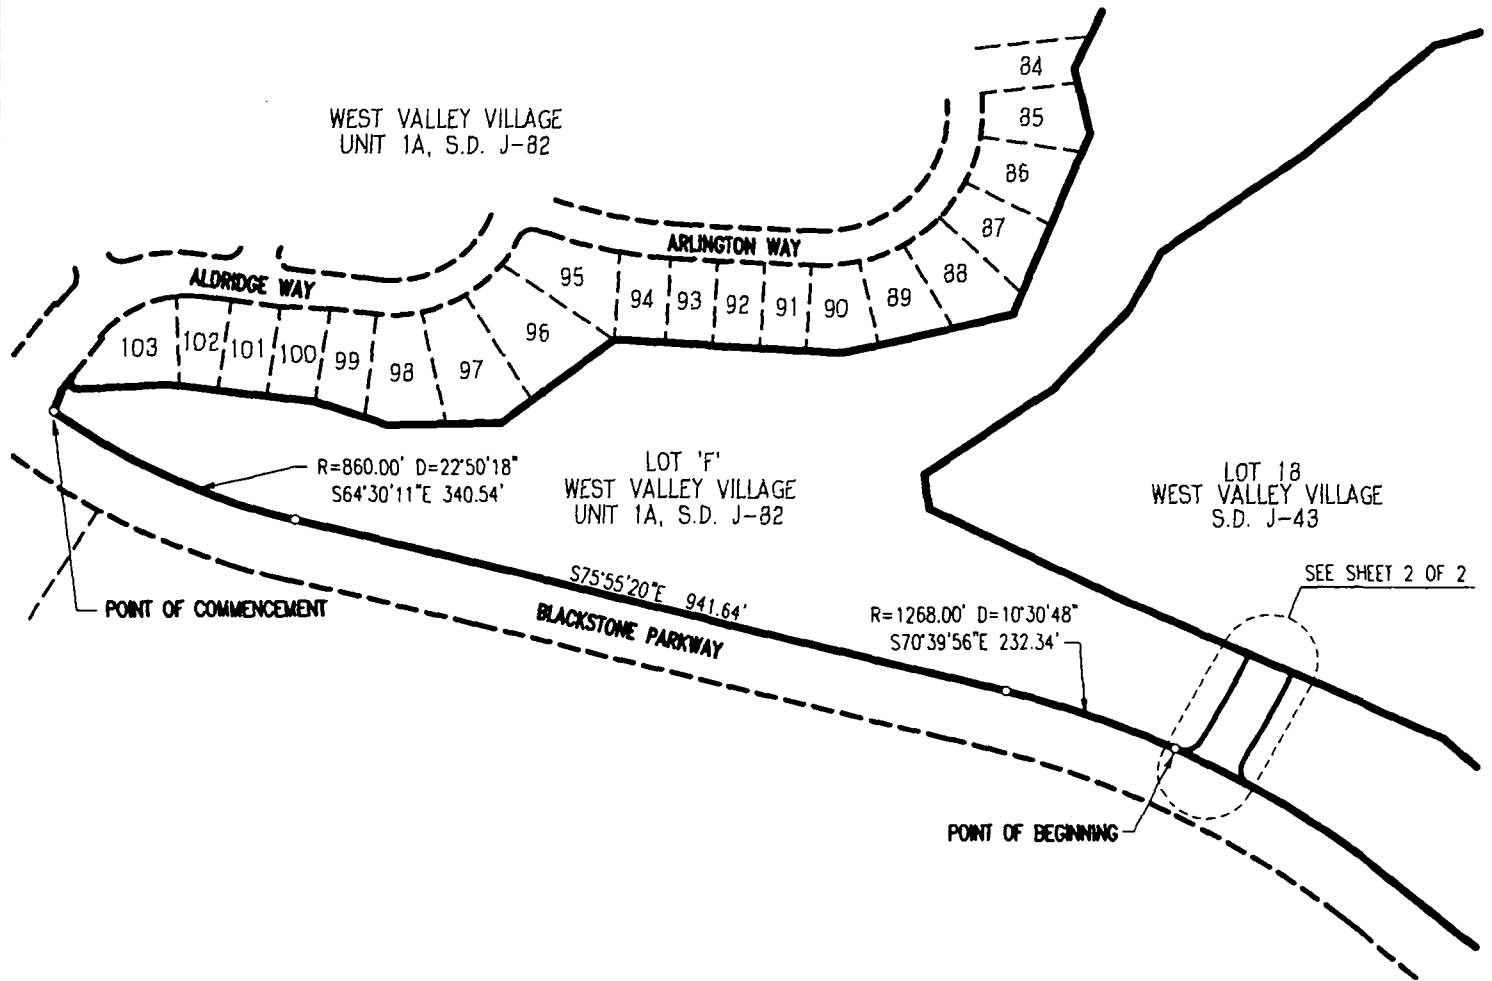 WEST VALLEY VILLAGE
UNIT 1A, S.D. J-82
84
85
86
87
88
89
90
91
92
93
94
95
96
97
98
99
100
101
102
103
ARLINGTON WAY
ALDRIDGE WAY
R=860.00' D=22°50'18"
S64°30'11"E 340.54'
LOT 'F'
WEST VALLEY VILLAGE
UNIT 1A, S.D. J-82
LOT 18
WEST VALLEY VILLAGE
S.D. J-43
SEE SHEET 2 OF 2
S75°55'20"E 941.64'
BLACKSTONE PARKWAY
POINT OF COMMENCEMENT
R=1268.00' D=10°30'48"
S70°39'56"E 232.34'
POINT OF BEGINNING